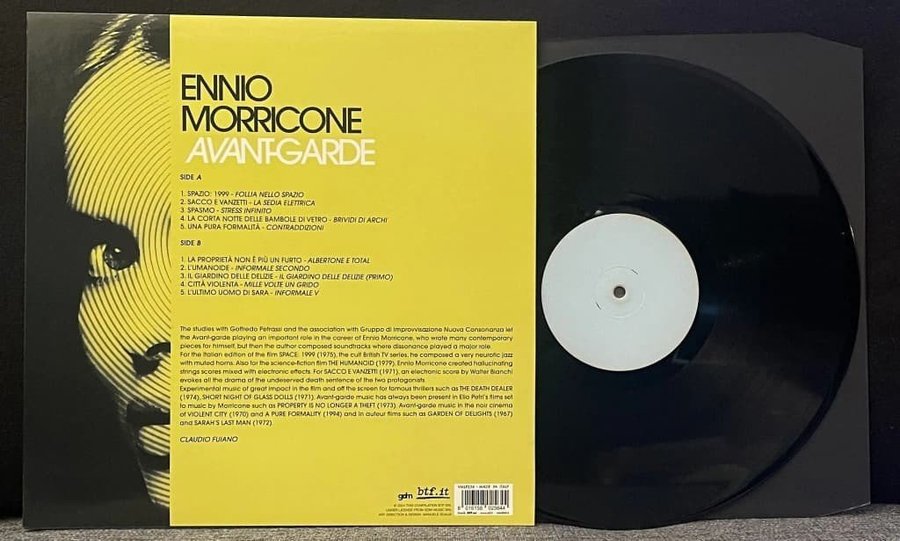 ENNIO
MORRICONE
AVANT-GARDE
SIDE A
1. SPAZIO: 1999 - FOLLIA NELLO SPAZIO
2. SACCO E VANZETTI - LA SEDIA ELETTRICA
3. SPASMO - STRESS INFINITO
4. LA CORTA NOTTE DELLE BAMBOLE DI VETRO - BRIVIDI DI ARCHI
5. UNA PURA FORMALITÀ - CONTRADDIZIONI
SIDE B
1. LA PROPRIETÀ NON È PIÙ UN FURTO - ALBERTONE E TOTAL
2. L'UMANOIDE - INFORMALE SECONDO
3. IL GIARDINO DELLE DELIZIE - IL GIARDINO DELLE DELIZIE (PRIMO)
4. CITTÀ VIOLENTA - MILLE VOLTE UN GRIDO
5. L'ULTIMO UOMO DI SARA - INFORMALE V
The studies with Goffredo Petrassi and the association with Gruppo di Improvvisazione Nuova Consonanza let
the Avant-garde playing an important role in the career of Ennio Morricone, who wrote many contemporary
pieces for himself, but then the author composed soundtracks where dissonance played a major role.
For the Italian edition of the film SPACE: 1999 (1975), the cult British TV series, he composed a very neurotic jazz
with muted horns. Also for the science-fiction film THE HUMANOID (1979), Ennio Morricone created hallucinating
strings scores mixed with electronic effects. For SACCO E VANZETTI (1971), an electronic score by Walter Bianchi
evokes all the drama of the undeserved death sentence of the two protagonists.
Experimental music of great impact in the film and off the screen for famous thrillers such as THE DEATH DEALER
(1974), SHORT NIGHT OF GLASS DOLLS (1971). Avant-garde music has always been present in Elio Petri's films set
to music by Morricone such as PROPERTY IS NO LONGER A THEFT (1973). Avant-garde music in the noir cinema
of VIOLENT CITY (1970) and A PURE FORMALITY (1994) and in auteur films such as GARDEN OF DELIGHTS (1967)
and SARAH'S LAST MAN (1972).
CLAUDIO FUIANO
gdm btf.it
MADE IN ITALY